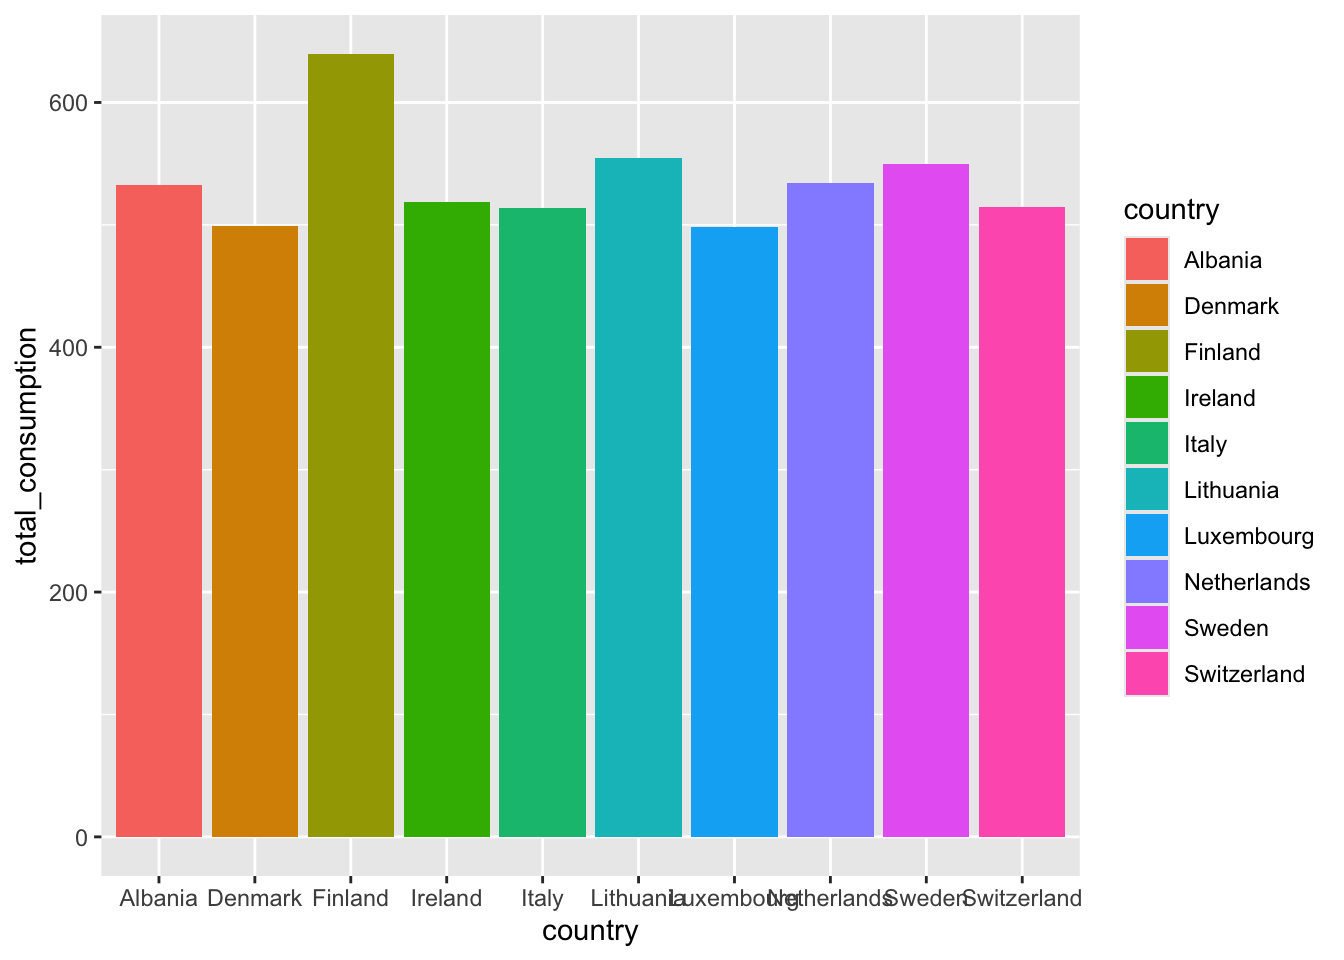 600
400
200
0
total_consumption
Albania Denmark Finland Ireland Italy Lithuania Luxembourg Netherlands Sweden Switzerland
country
country
Albania
Denmark
Finland
Ireland
Italy
Lithuania
Luxembourg
Netherlands
Sweden
Switzerland